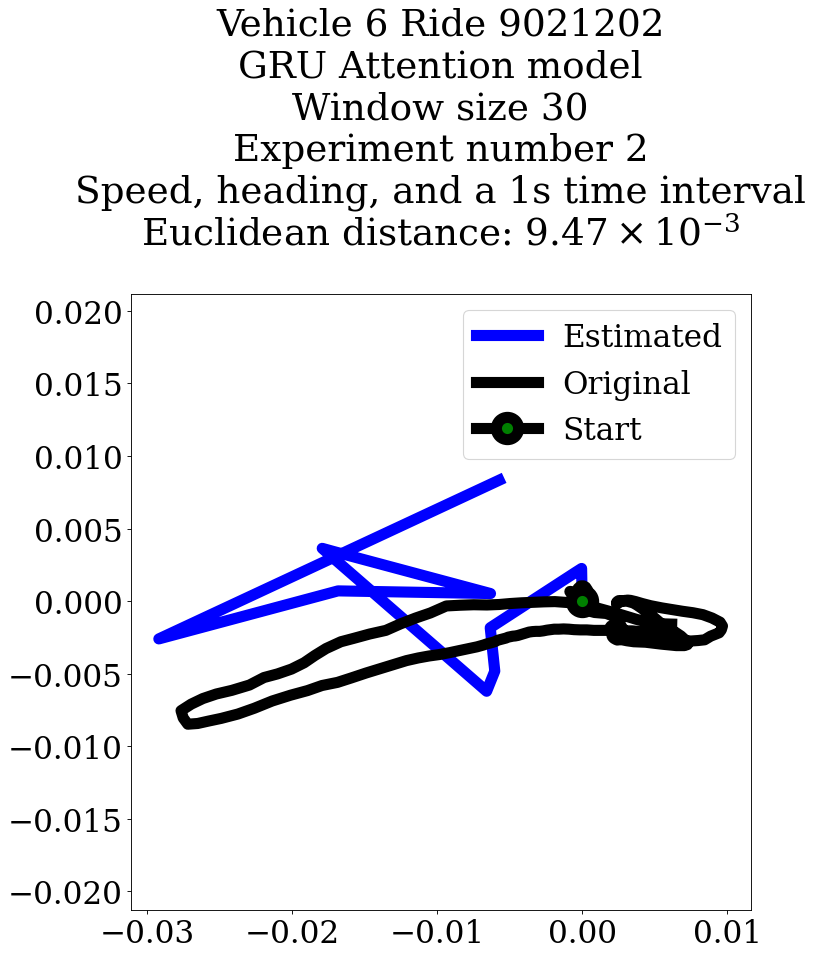 Vehicle 6 Ride 9021202
GRU Attention model
Window size 30
Experiment number 2
Speed, heading, and a 1s time interval
Euclidean distance: 9.47 × 10⁻³
Estimated
Original
Start
0.020
0.015
0.010
0.005
0.000
−0.005
−0.010
−0.015
−0.020
−0.03 −0.02 −0.01 0.00 0.01